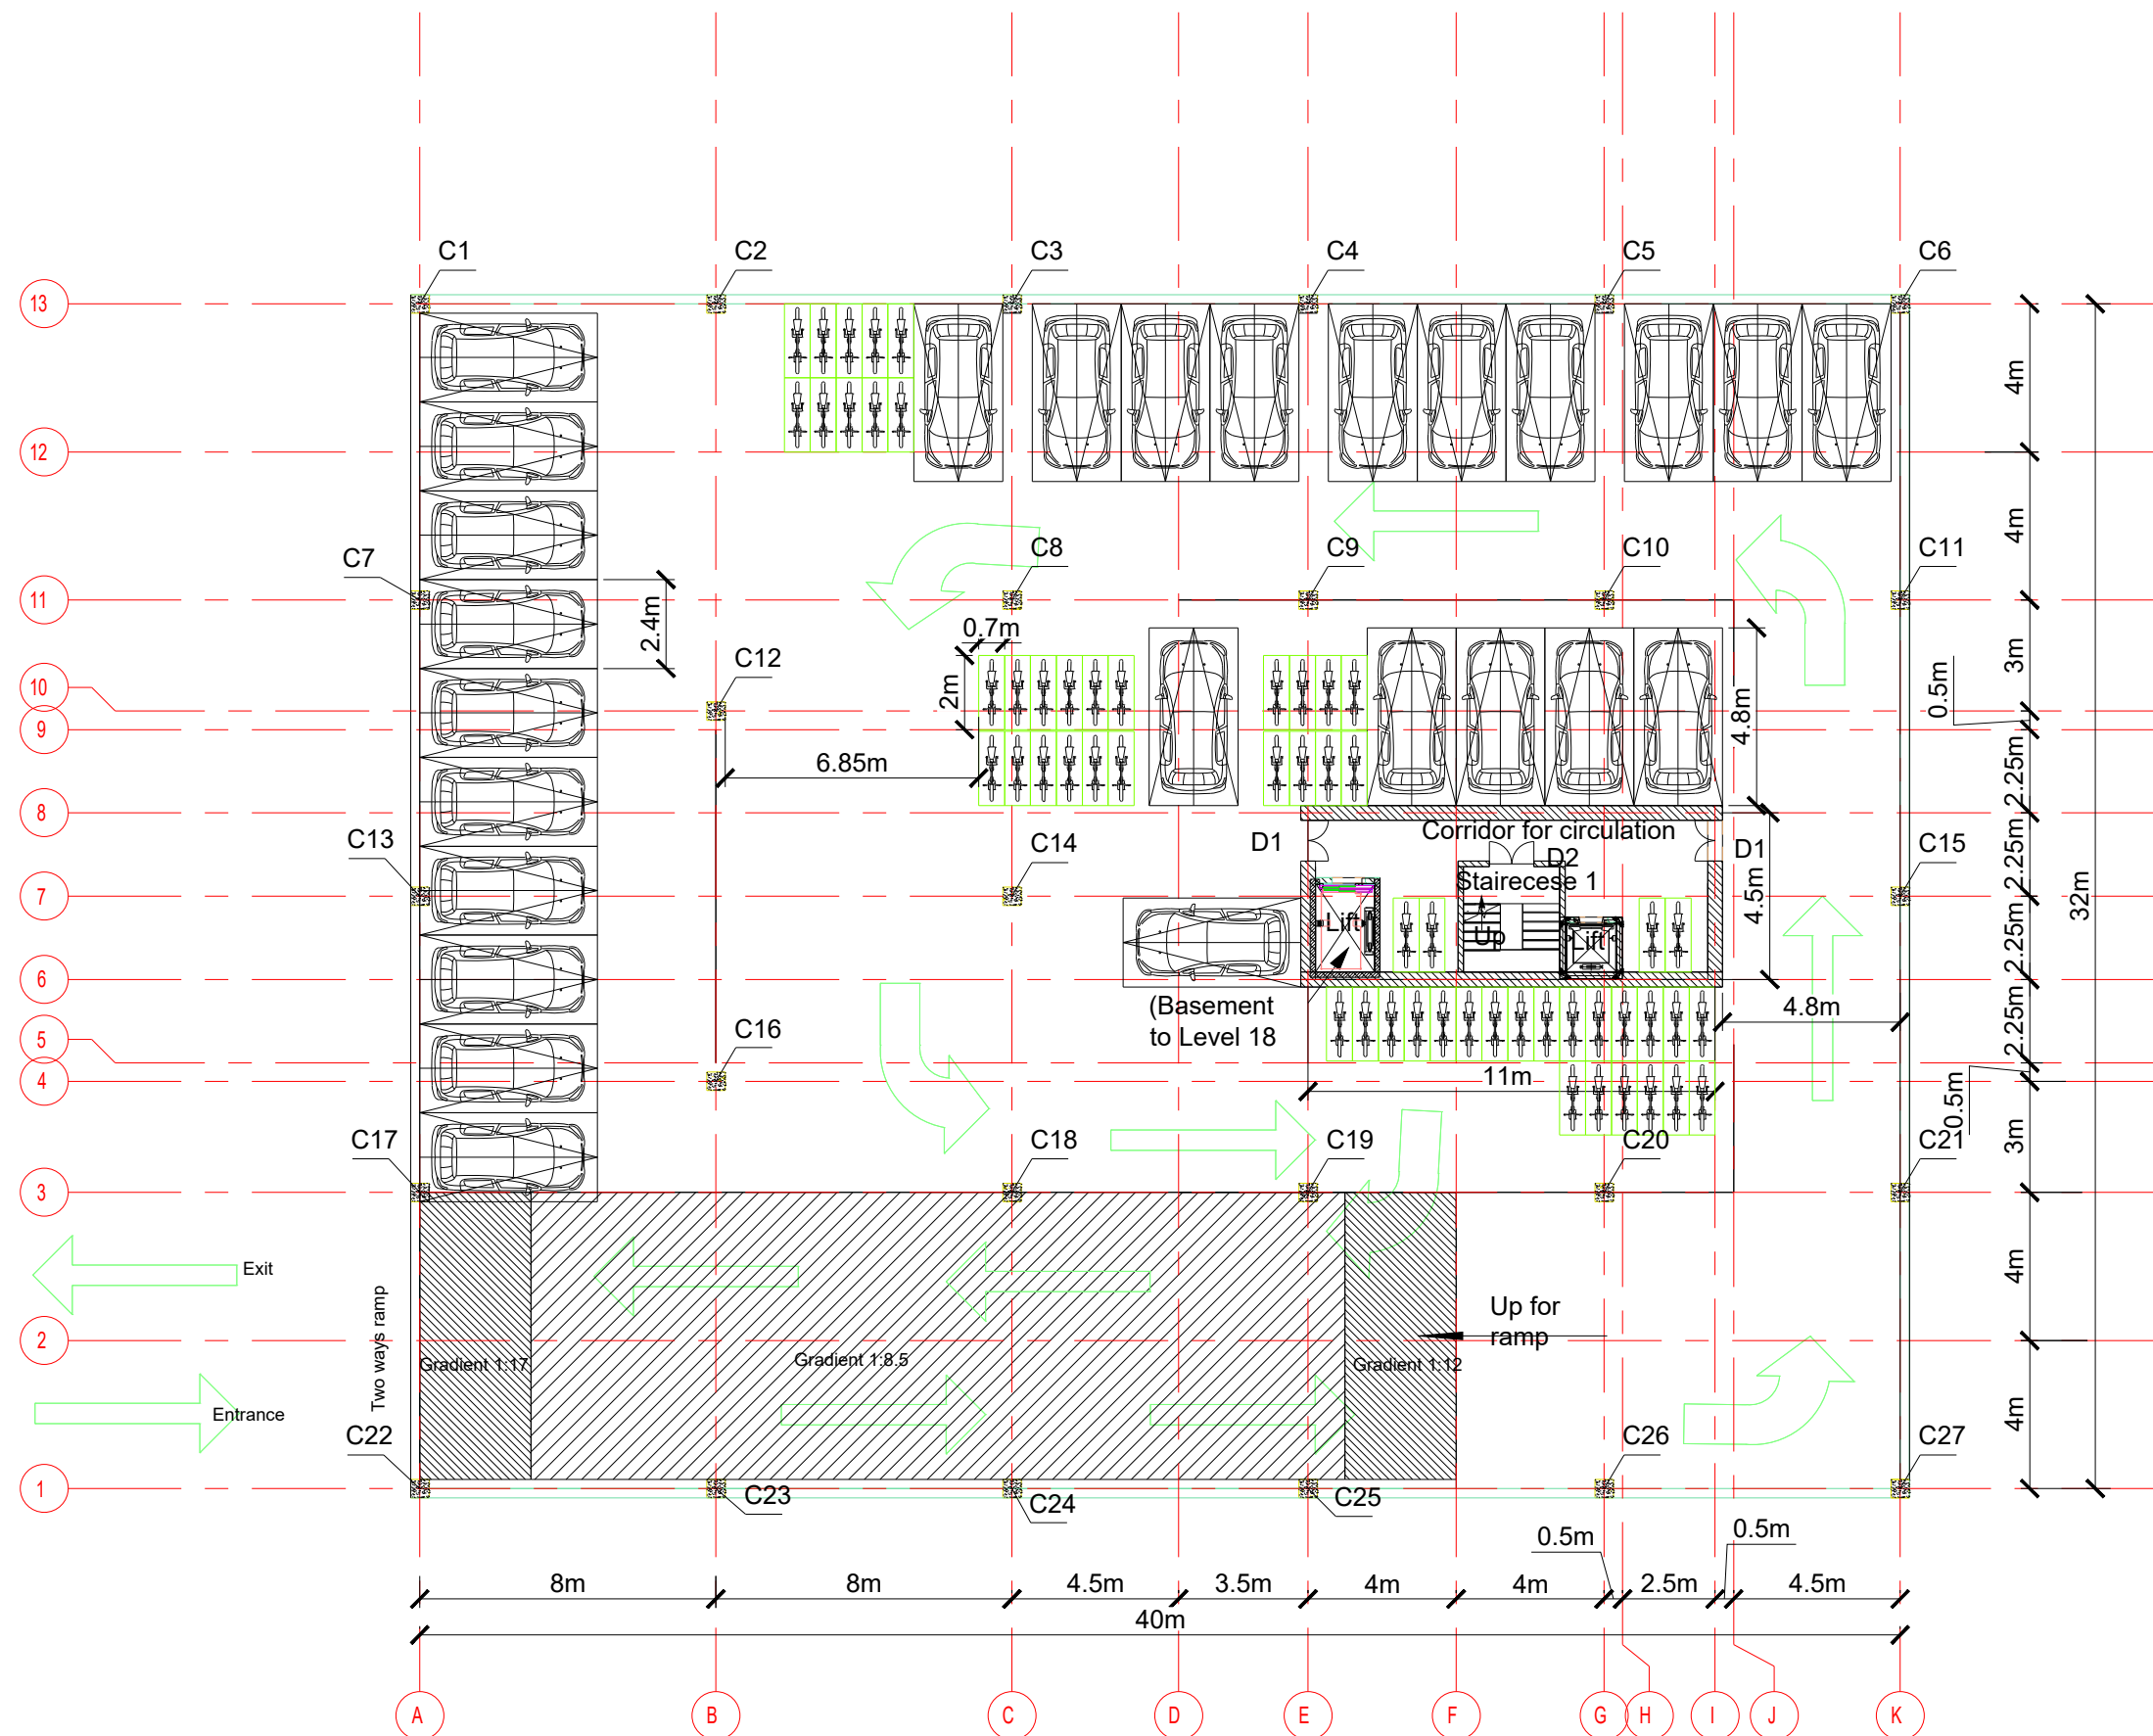 C1
C2
C3
C4
C5
C6
13
4m
12
4m
C7
C8
C9
C10
C11
11
2.4m
0.7m
3m
C12
2m
10
4.8m
0.5m
9
6.85m
2.25m
8
Corridor for circulation
D1
D2
D1
C13
C14
C15
2.25m
7
Stairecese 1
4.5m
32m
Lift
Up
Lift
2.25m
6
(Basement
to Level 18
4.8m
C16
2.25m
5
4
11m
0.5m
C17
C18
C19
C20
C21
3m
3
Exit
4m
Two ways ramp
Up for
ramp
2
Gradient 1:17
Gradient 1:8.5
Gradient 1:12
Entrance
4m
C22
C23
C24
C25
C26
C27
1
0.5m
0.5m
8m
8m
4.5m
3.5m
4m
4m
2.5m
4.5m
40m
A
B
C
D
E
F
G
H
I
J
K